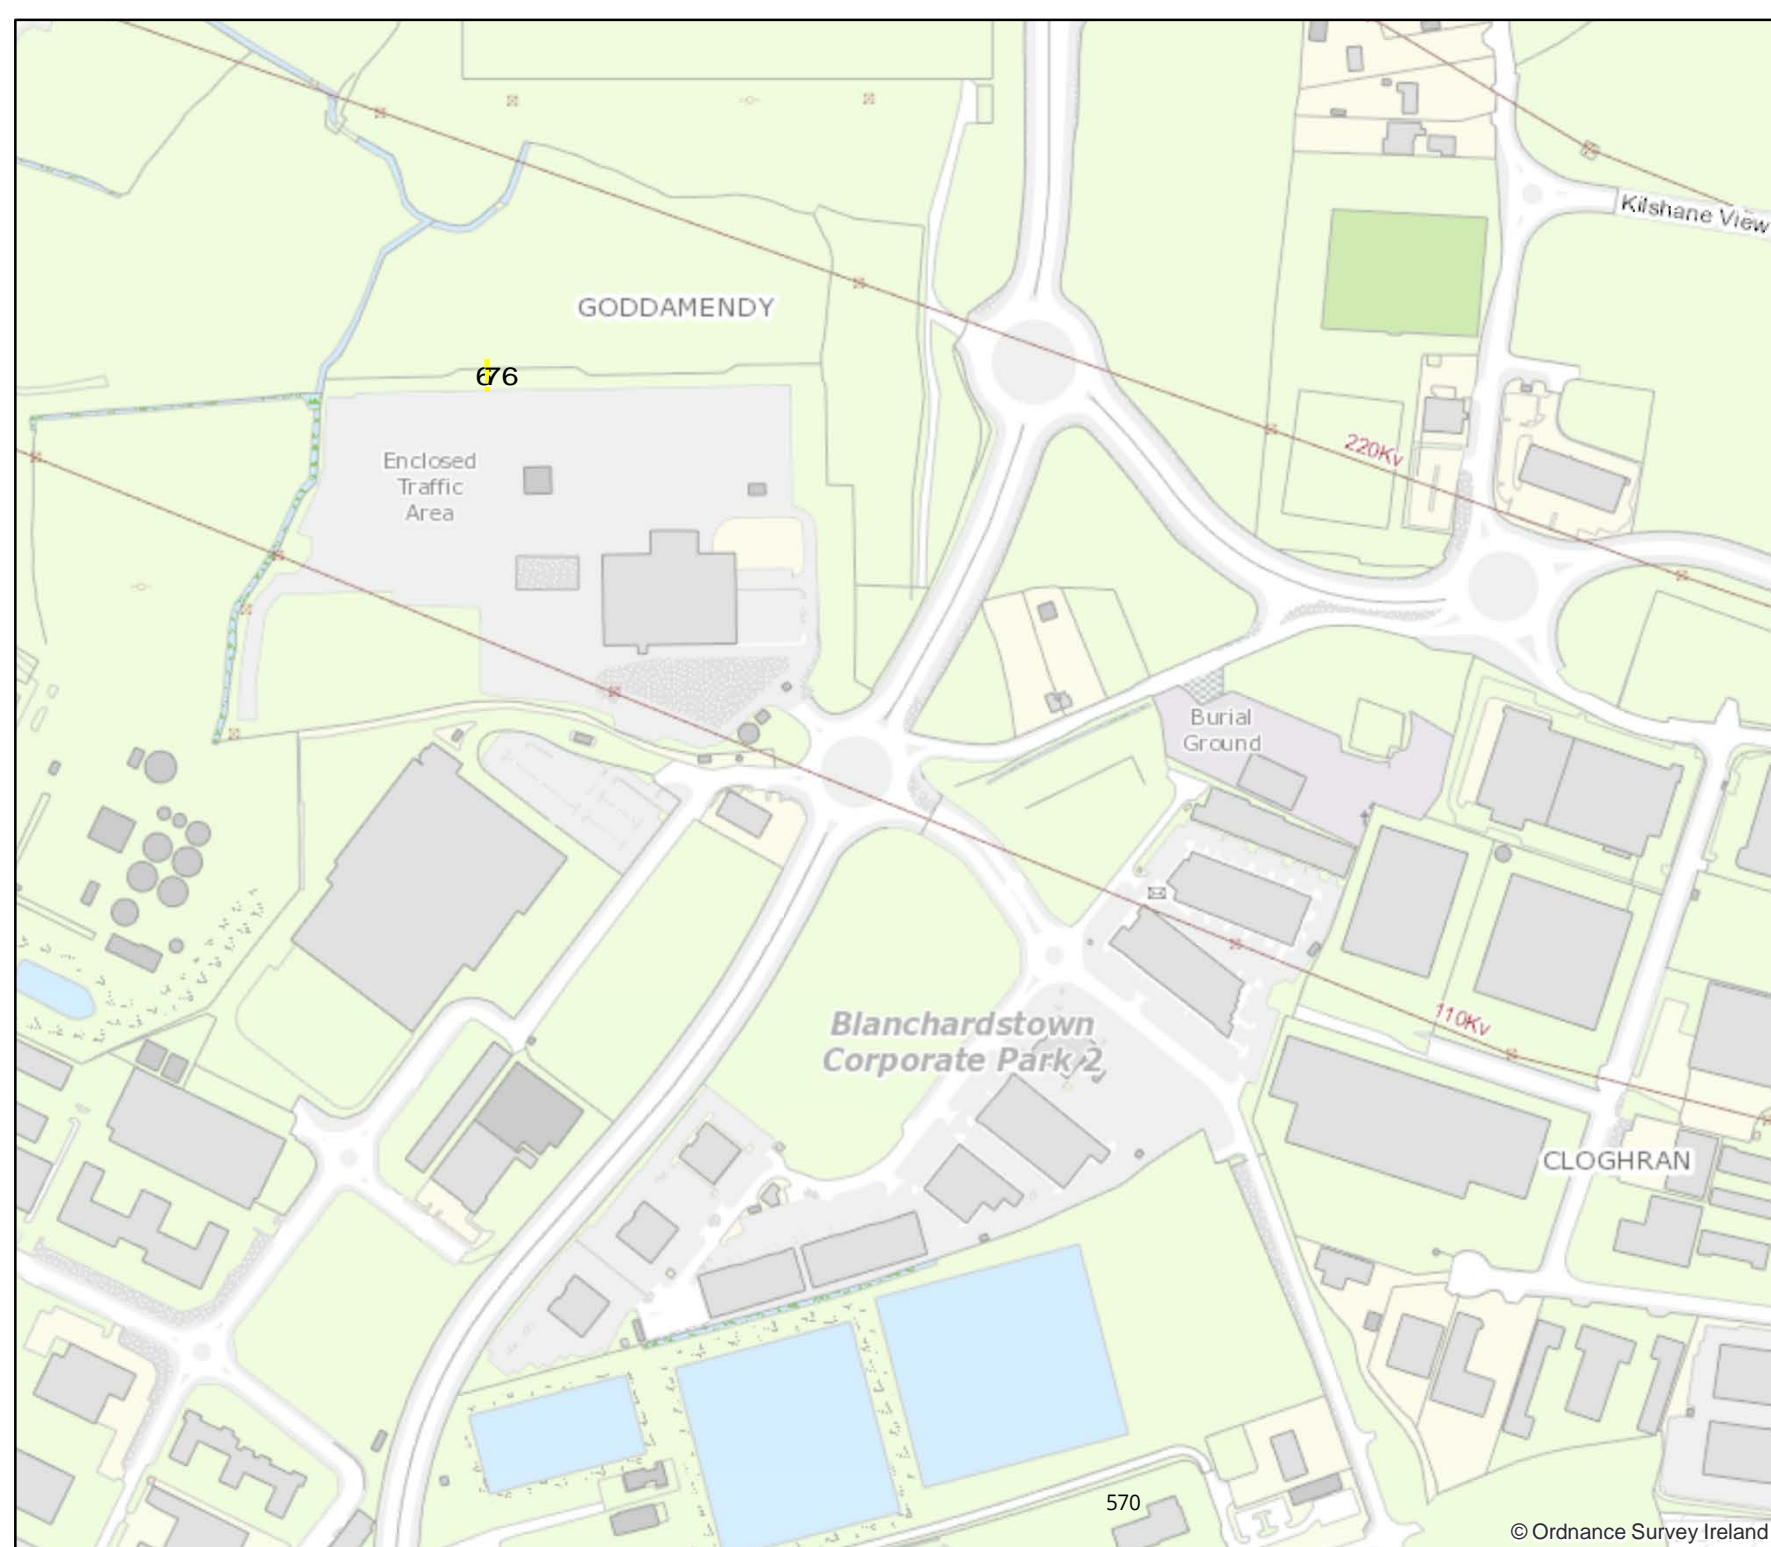 Kilshane View
GODDAMENDY
676
220Kv
Enclosed
Traffic
Area
Burial
Ground
Blanchardstown
Corporate Park 2
110Kv
CLOGHRAN
570
© Ordnance Survey Ireland